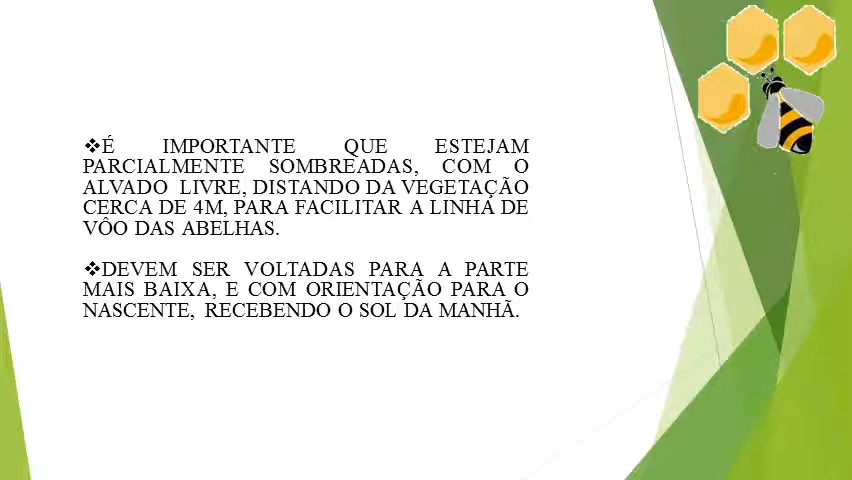 ❖É IMPORTANTE QUE ESTEJAM
PARCIALMENTE SOMBREADAS, COM O
ALVADO LIVRE, DISTANDO DA VEGETAÇÃO
CERCA DE 4M, PARA FACILITAR A LINHA DE
VÔO DAS ABELHAS.
❖DEVEM SER VOLTADAS PARA A PARTE
MAIS BAIXA, E COM ORIENTAÇÃO PARA O
NASCENTE, RECEBENDO O SOL DA MANHÃ.